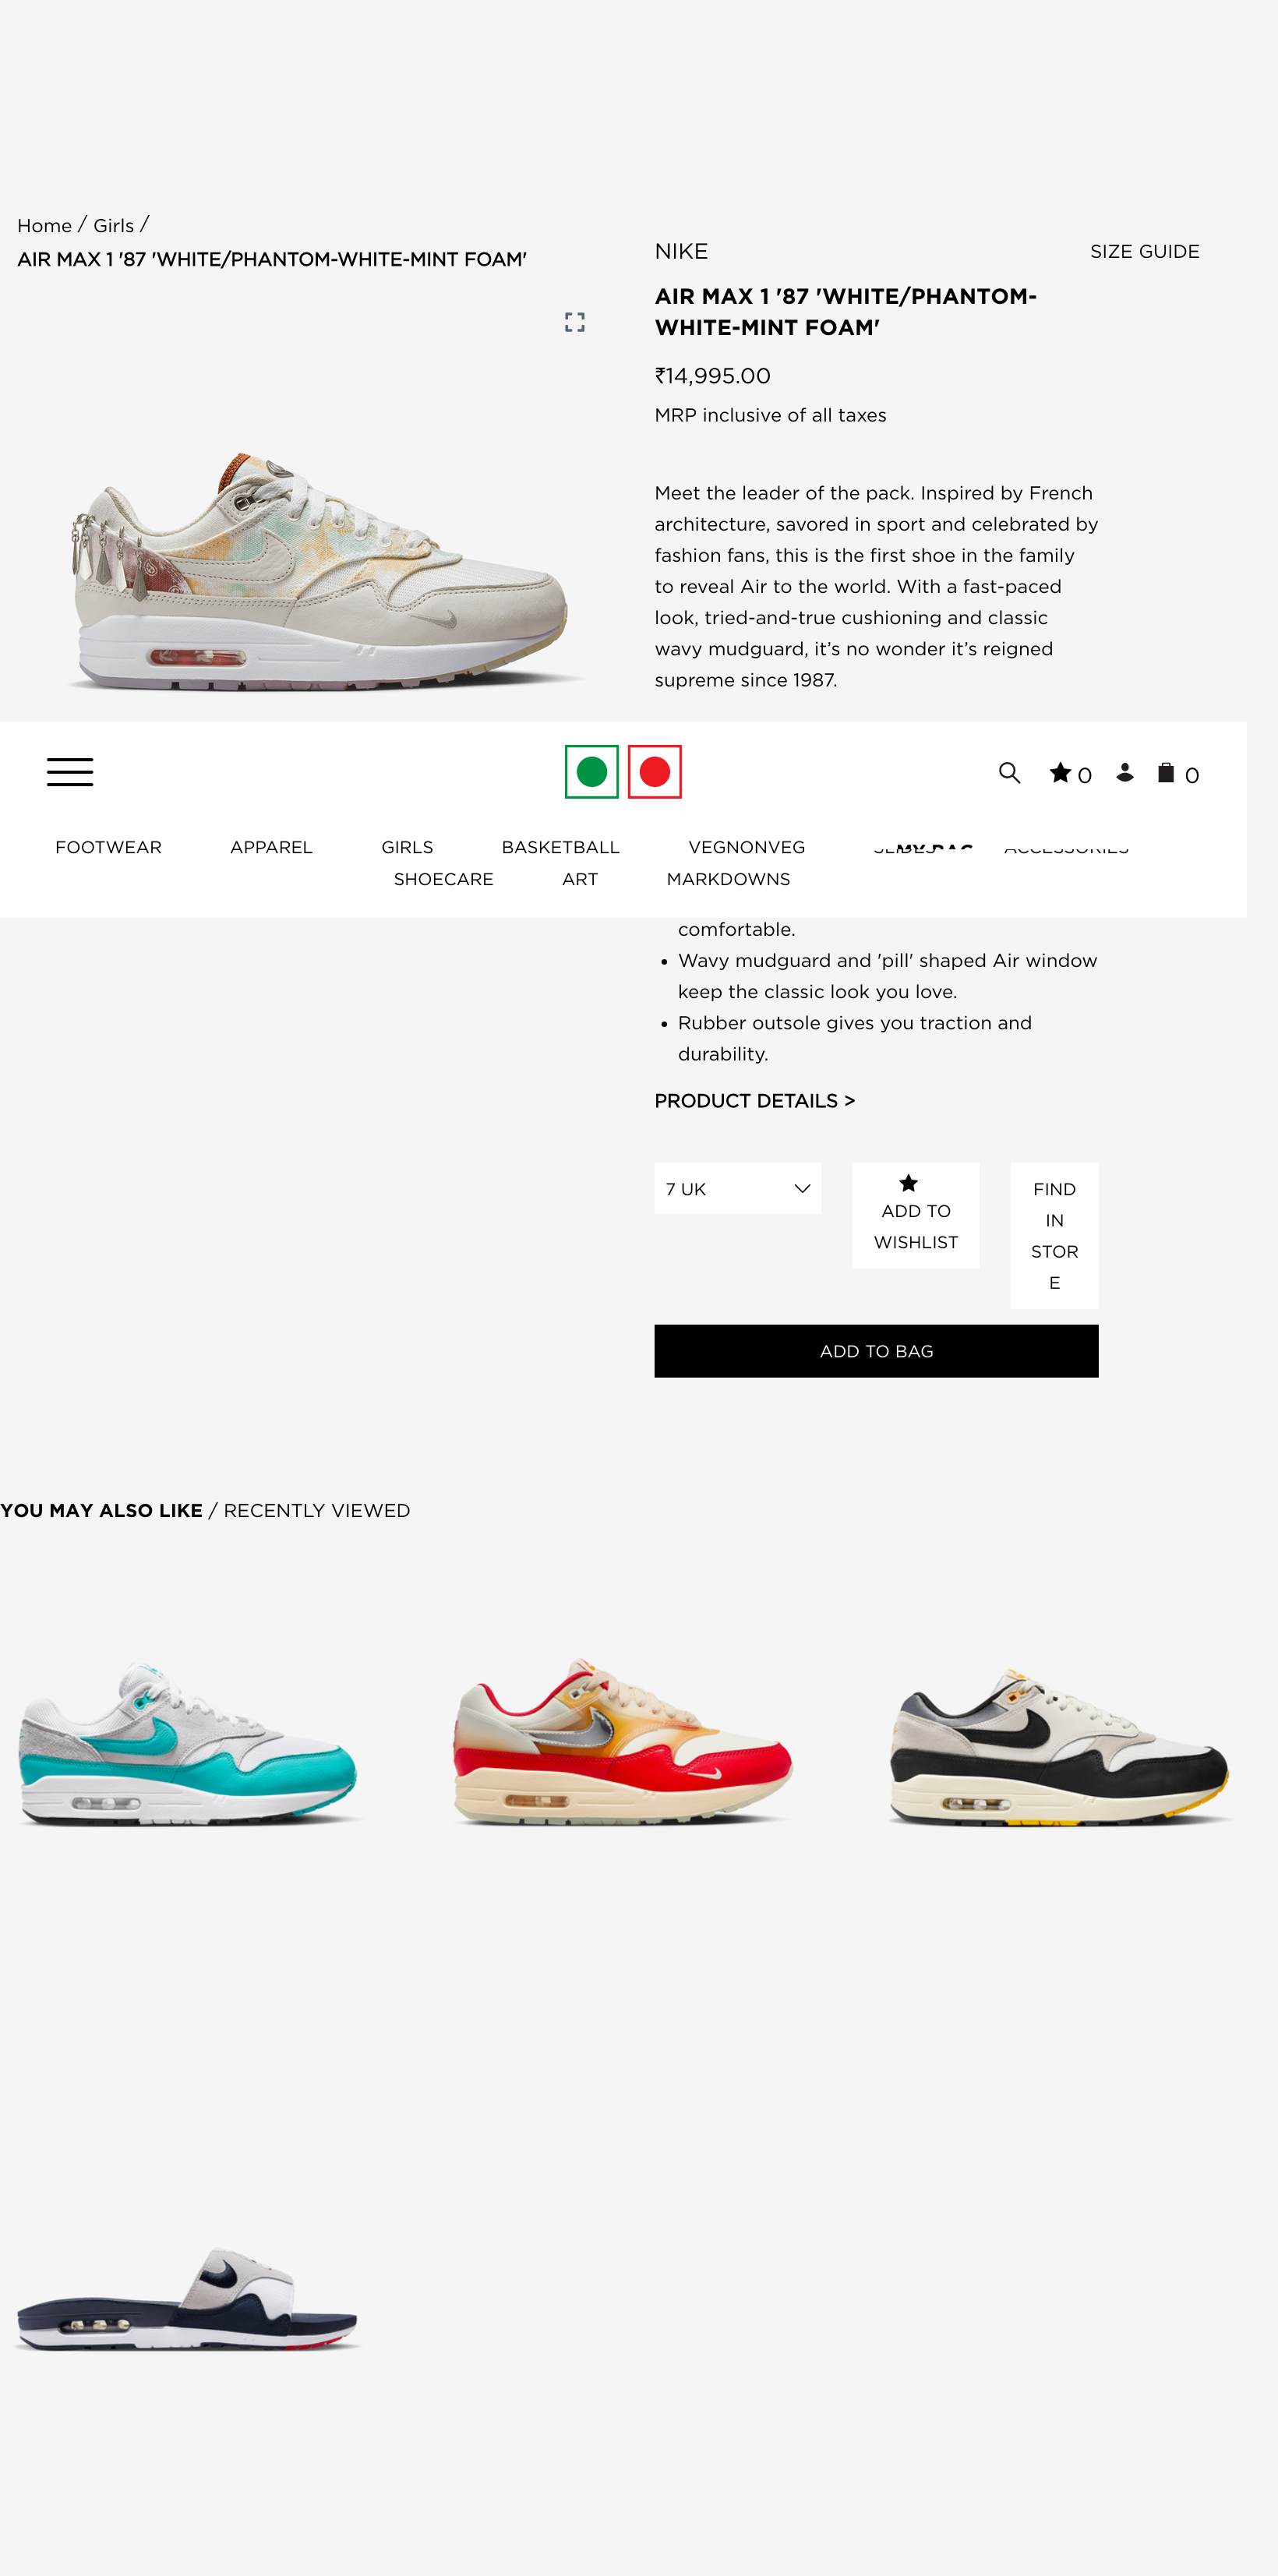 Home / Girls /
AIR MAX 1 '87 'WHITE/PHANTOM-WHITE-MINT FOAM'
NIKE
SIZE GUIDE
AIR MAX 1 '87 'WHITE/PHANTOM-
WHITE-MINT FOAM'
₹14,995.00
MRP inclusive of all taxes
Meet the leader of the pack. Inspired by French
architecture, savored in sport and celebrated by
fashion fans, this is the first shoe in the family
to reveal Air to the world. With a fast-paced
look, tried-and-true cushioning and classic
wavy mudguard, it’s no wonder it’s reigned
supreme since 1987.
0
0
FOOTWEAR APPAREL GIRLS BASKETBALL VEGNONVEG
SHOECARE ART MARKDOWNS
comfortable.
• Wavy mudguard and 'pill' shaped Air window
keep the classic look you love.
• Rubber outsole gives you traction and
durability.
PRODUCT DETAILS >
7 UK
ADD TO
WISHLIST
FIND
IN
STOR
E
ADD TO BAG
YOU MAY ALSO LIKE / RECENTLY VIEWED